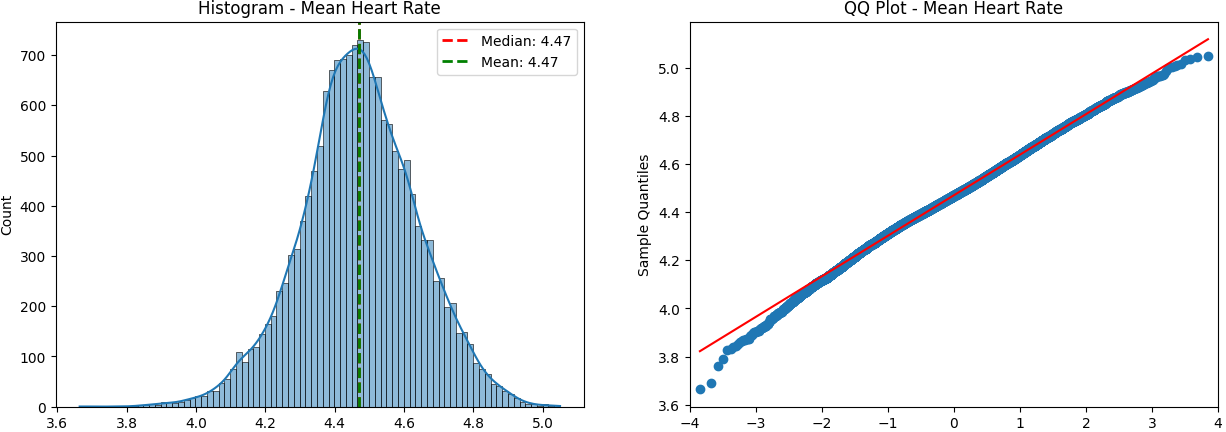 Histogram - Mean Heart Rate
Count
700
600
500
400
300
200
100
0
3.6 3.8 4.0 4.2 4.4 4.6 4.8 5.0
Median: 4.47
Mean: 4.47
QQ Plot - Mean Heart Rate
Sample Quantiles
5.0
4.8
4.6
4.4
4.2
4.0
3.8
3.6
−4 −3 −2 −1 0 1 2 3 4